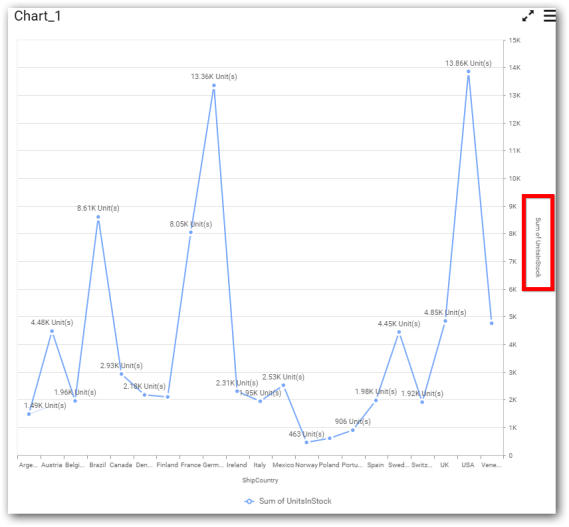 Chart_1
15K
14K
13K
12K
11K
10K
9K
8K
7K
6K
5K
4K
3K
2K
1K
0
Sum of UnitsInStock
1.49K Unit(s)
4.48K Unit(s)
1.96K Unit(s)
8.61K Unit(s)
2.93K Unit(s)
2.18K Unit(s)
8.05K Unit(s)
13.36K Unit(s)
2.31K Unit(s)
1.95K Unit(s)
2.53K Unit(s)
463 Unit(s)
906 Unit(s)
1.98K Unit(s)
4.45K Unit(s)
1.92K Unit(s)
4.85K Unit(s)
13.86K Unit(s)
Arge... Austria Belgi... Brazil Canada Den... Finland France Germ... Ireland Italy Mexico Norway Poland Portu... Spain Swed... Switz... UK USA Vene...
ShipCountry
Sum of UnitsInStock